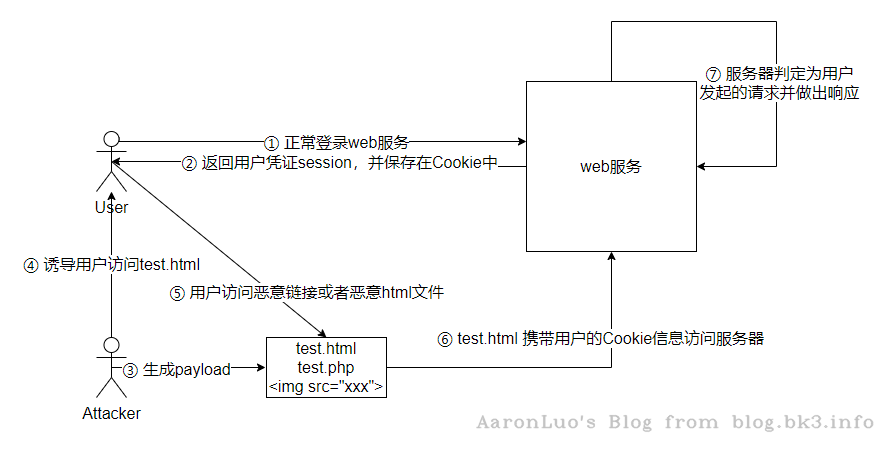 ⑦ 服务器判定为用户
发起的请求并做出响应
① 正常登录web服务
② 返回用户凭证session，并保存在Cookie中
web服务
User
④ 诱导用户访问test.html
⑤ 用户访问恶意链接或者恶意html文件
⑥ test.html 携带用户的Cookie信息访问服务器
test.html
test.php
<img src="xxx">
③ 生成payload
Attacker
AaronLuo's Blog from blog.bk3.info